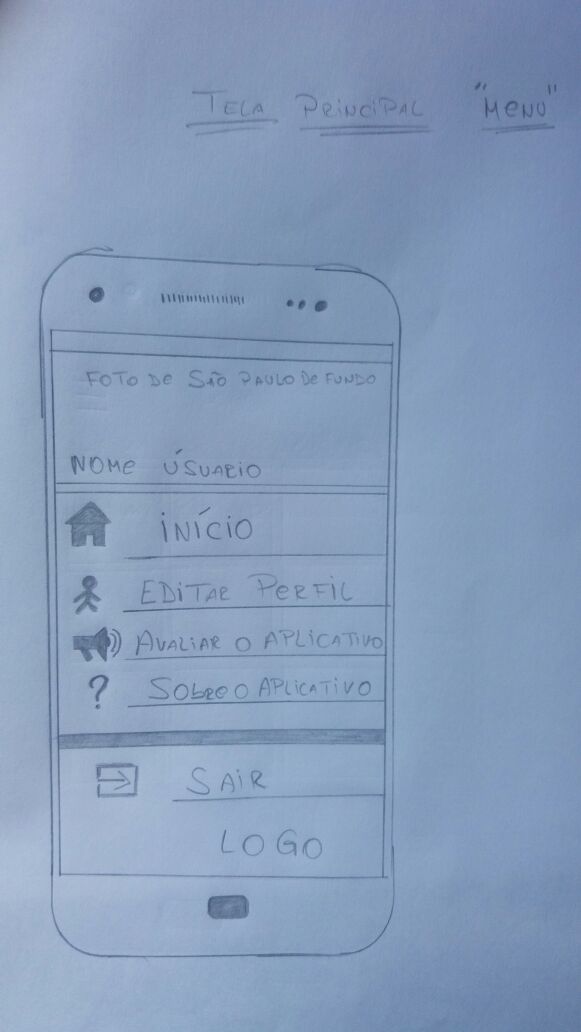 TELA PRINCIPAL "MENU"
FOTO DE SÃO PAULO DE FUNDO
NOME ÚSUARIO
INÍCIO
EDITAR PERFIL
AVALIAR O APLICATIVO
?
SOBRE O APLICATIVO
SAIR
LOGO